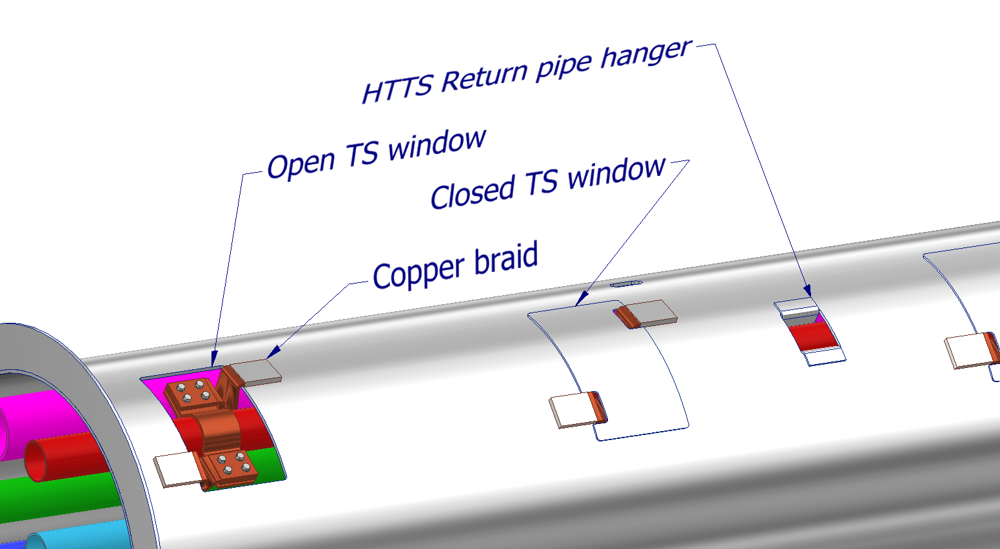 HTTS Return pipe hanger
Open TS window
Closed TS window
Copper braid